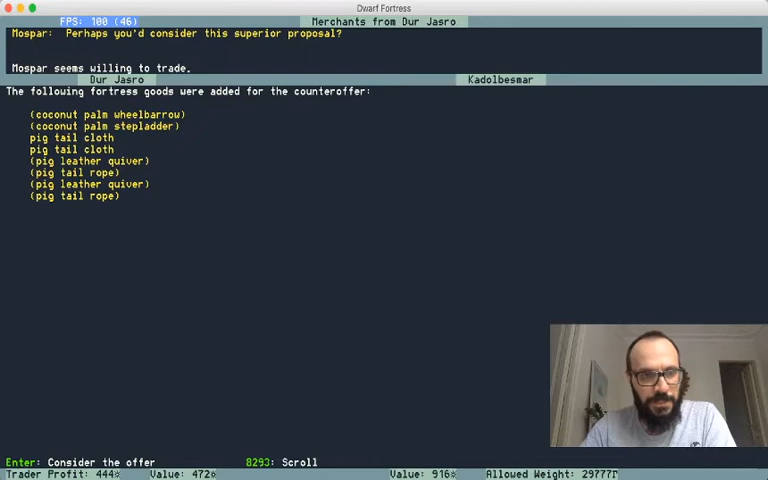 Dwarf Fortress
FPS: 100 (46)
Merchants from Dur Jasro
Mospar: Perhaps you'd consider this superior proposal?
Mospar seems willing to trade.
Dur Jasro
Kadolbesmar
The following fortress goods were added for the counteroffer:
(coconut palm wheelbarrow)
(coconut palm stepladder)
pig tail cloth
pig tail cloth
(pig leather quiver)
(pig tail rope)
(pig leather quiver)
(pig tail rope)
Enter: Consider the offer
8293: Scroll
Trader Profit: 444☼
Value: 472☼
Value: 916☼
Allowed Weight: 29777Γ